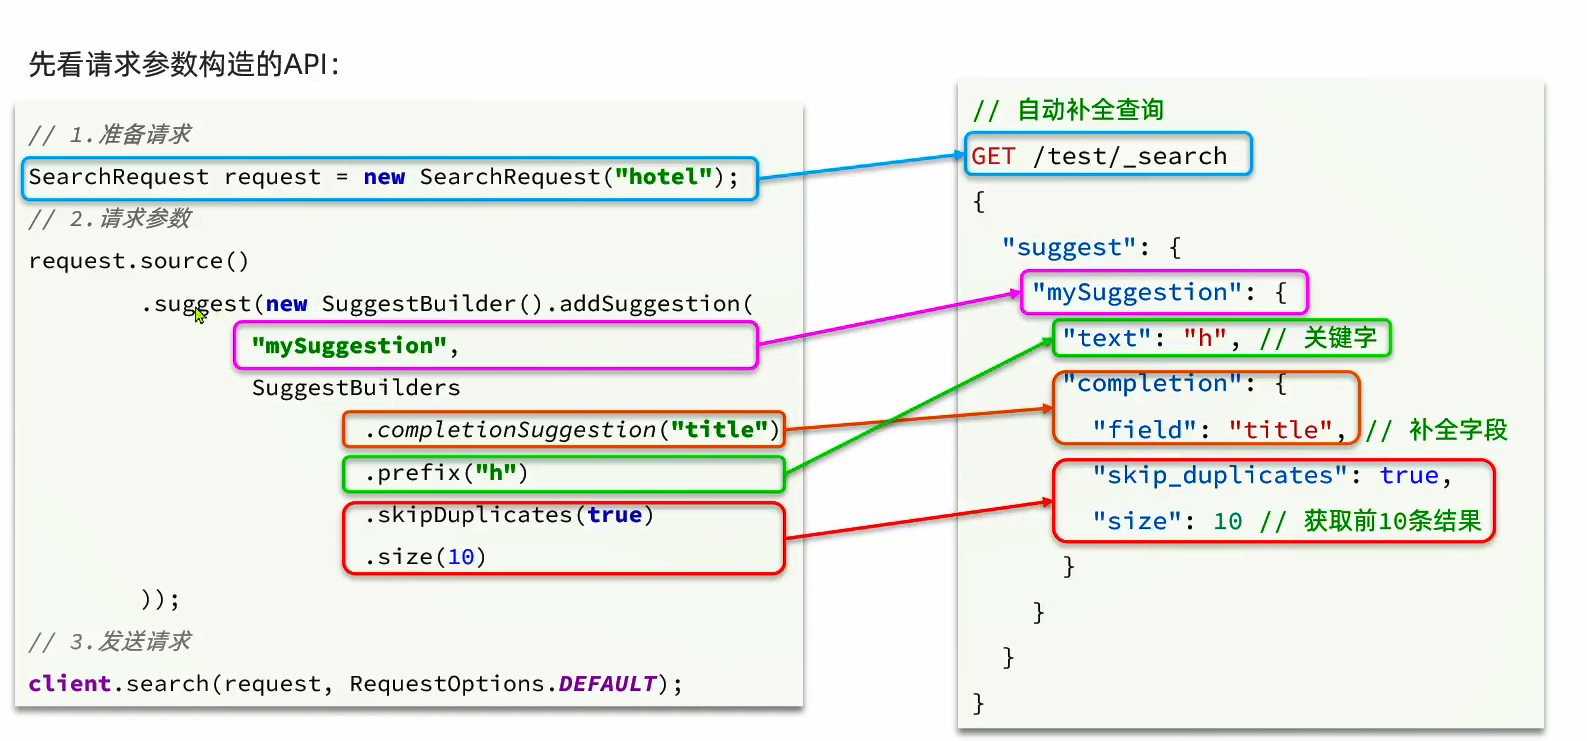 先看请求参数构造的API：
// 1.准备请求
SearchRequest request = new SearchRequest("hotel");
// 2.请求参数
request.source()
.suggest(new SuggestBuilder().addSuggestion(
"mySuggestion",
SuggestBuilders
.completionSuggestion("title")
.prefix("h")
.skipDuplicates(true)
.size(10)
));
// 3.发送请求
client.search(request, RequestOptions.DEFAULT);
// 自动补全查询
GET /test/_search
{
"suggest": {
"mySuggestion": {
"text": "h", // 关键字
"completion": {
"field": "title", // 补全字段
"skip_duplicates": true,
"size": 10 // 获取前10条结果
}
}
}
}